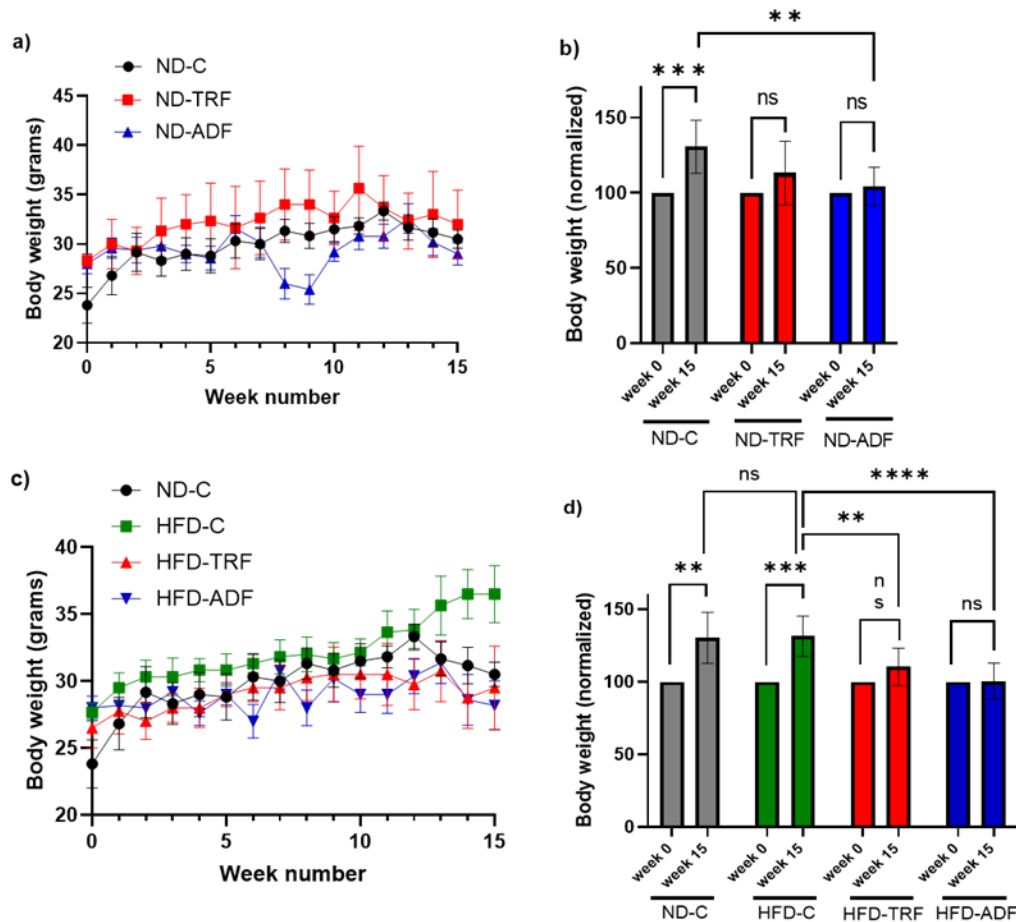 a)
ND-C
ND-TRF
ND-ADF
Body weight (grams)
45
40
35
30
25
20
0 5 10 15
Week number
b)
**
***
ns
ns
Body weight (normalized)
150
100
50
0
week 0 week 15 week 0 week 15 week 0 week 15
ND-C ND-TRF ND-ADF
c)
ND-C
HFD-C
HFD-TRF
HFD-ADF
Body weight (grams)
40
35
30
25
20
0 5 10 15
Week number
d)
ns
****
**
**
***
n
s
ns
Body weight (normalized)
150
100
50
0
week 0 week 15 week 0 week 15 week 0 week 15 week 0 week 15
ND-C HFD-C HFD-TRF HFD-ADF